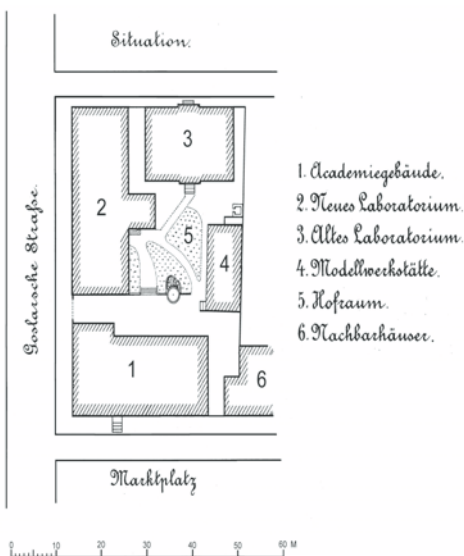 Situation.
3
2
5
4
1
6
Goslarsche Straße.
1. Academiegebäude.
2. Neues Laboratorium.
3. Altes Laboratorium.
4. Modellwerkstätte.
5. Hofraum.
6. Nachbarhäuser.
Marktplatz
0 10 20 30 40 50 60 M